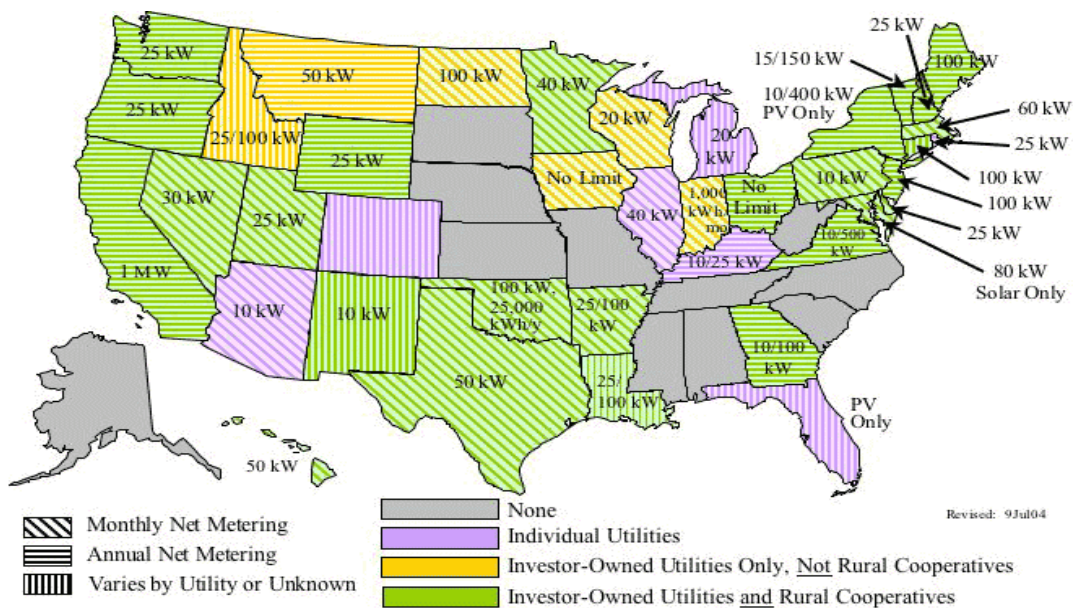 25 kW
25 kW
15/150 kW
100 kW
10/400 kW
PV Only
60 kW
25 kW
100 kW
100 kW
25 kW
80 kW
Solar Only
25 kW
50 kW
100 kW
40 kW
25/100 kW
25 kW
20 kW
20
kW
30 kW
25 kW
No Limit
40 kW
1,000
kWh/
mo
No
Limit
10 kW
10/500
kW
10/25 kW
1 MW
10 kW
10 kW
100 kW,
25,000
kWh/y
25/100
kW
10/100
kW
50 kW
25/
100 kW
PV
Only
50 kW
None
Individual Utilities
Investor-Owned Utilities Only, Not Rural Cooperatives
Investor-Owned Utilities and Rural Cooperatives
Monthly Net Metering
Annual Net Metering
Varies by Utility or Unknown
Revised: 9Jul04